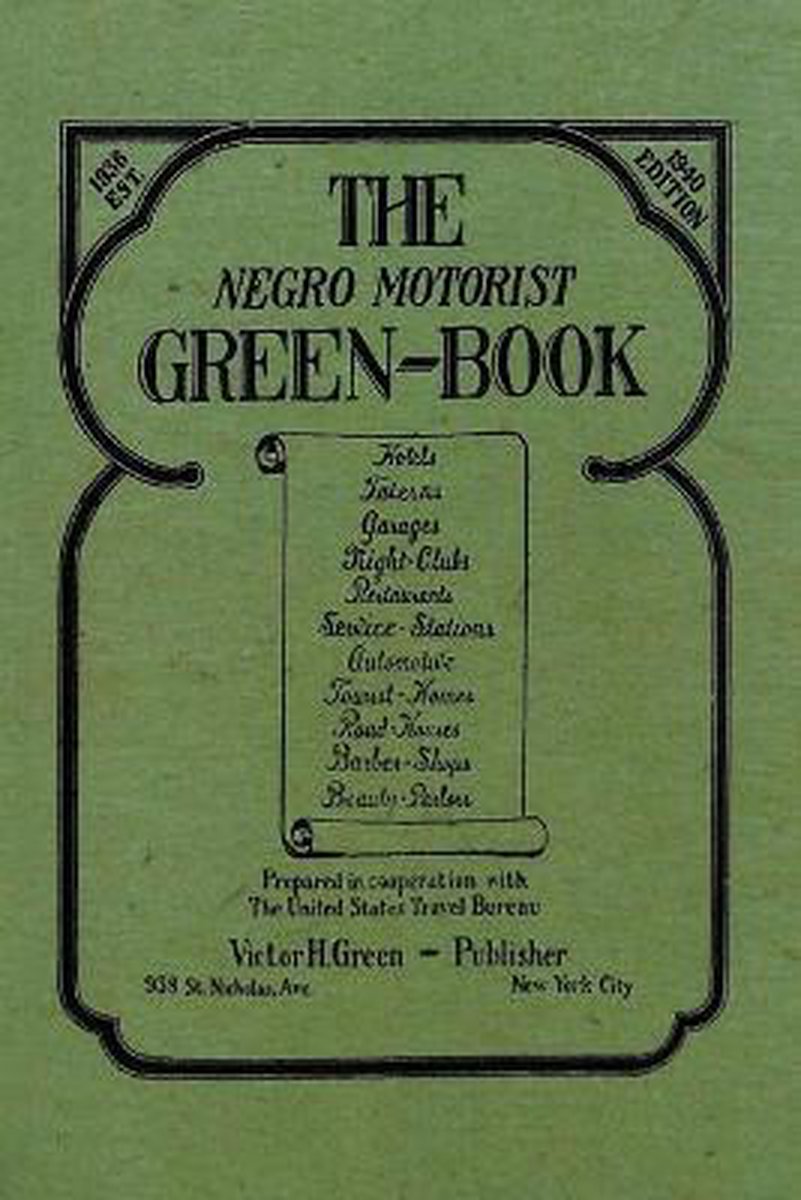 1936
EST.
1940
EDITION
THE
NEGRO MOTORIST
GREEN-BOOK
Hotels
Taverns
Garages
Night-Clubs
Restaurants
Service-Stations
Automotive
Tourist-Homes
Road-Houses
Barber-Shops
Beauty-Parlors
Prepared in cooperation with
The United States Travel Bureau
Victor H. Green - Publisher
938 St. Nicholas, Ave. New York City